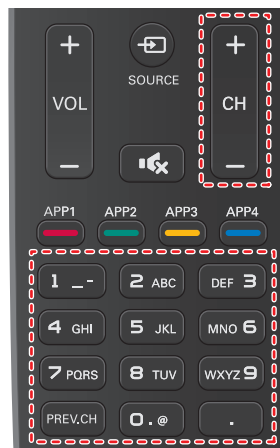 + +
SOURCE
VOL CH
- -
APP1 APP2 APP3 APP4
1 _- 2 ABC DEF 3
4 GHI 5 JKL MNO 6
7 PQRS 8 TUV WXYZ 9
PREV.CH 0.@ .